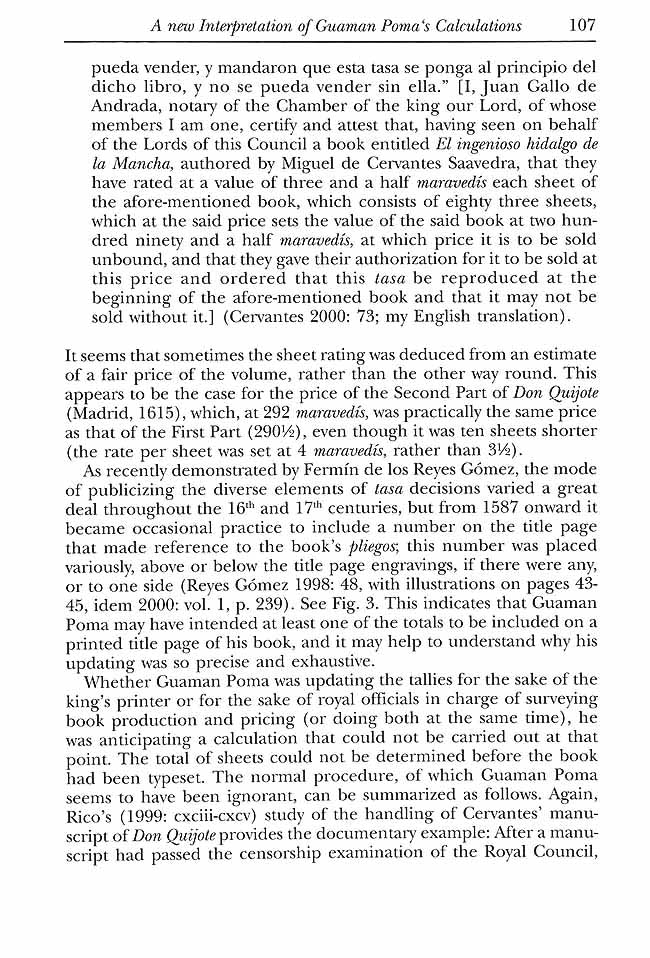 A new Interpretation of Guaman Poma's Calculations 107
pueda vender, y mandaron que esta tasa se ponga al principio del
dicho libro, y no se pueda vender sin ella.” [I, Juan Gallo de
Andrada, notary of the Chamber of the king our Lord, of whose
members I am one, certify and attest that, having seen on behalf
of the Lords of this Council a book entitled El ingenioso hidalgo de
la Mancha, authored by Miguel de Cervantes Saavedra, that they
have rated at a value of three and a half maravedís each sheet of
the afore-mentioned book, which consists of eighty three sheets,
which at the said price sets the value of the said book at two hun-
dred ninety and a half maravedís, at which price it is to be sold
unbound, and that they gave their authorization for it to be sold at
this price and ordered that this tasa be reproduced at the
beginning of the afore-mentioned book and that it may not be
sold without it.] (Cervantes 2000: 73; my English translation).
It seems that sometimes the sheet rating was deduced from an estimate
of a fair price of the volume, rather than the other way round. This
appears to be the case for the price of the Second Part of Don Quijote
(Madrid, 1615), which, at 292 maravedís, was practically the same price
as that of the First Part (290½), even though it was ten sheets shorter
(the rate per sheet was set at 4 maravedís, rather than 3½).
As recently demonstrated by Fermín de los Reyes Gómez, the mode
of publicizing the diverse elements of tasa decisions varied a great
deal throughout the 16th and 17th centuries, but from 1587 onward it
became occasional practice to include a number on the title page
that made reference to the book's pliegos; this number was placed
variously, above or below the title page engravings, if there were any,
or to one side (Reyes Gómez 1998: 48, with illustrations on pages 43-
45, idem 2000: vol. 1, p. 239). See Fig. 3. This indicates that Guaman
Poma may have intended at least one of the totals to be included on a
printed title page of his book, and it may help to understand why his
updating was so precise and exhaustive.
Whether Guaman Poma was updating the tallies for the sake of the
king's printer or for the sake of royal officials in charge of surveying
book production and pricing (or doing both at the same time), he
was anticipating a calculation that could not be carried out at that
point. The total of sheets could not be determined before the book
had been typeset. The normal procedure, of which Guaman Poma
seems to have been ignorant, can be summarized as follows. Again,
Rico's (1999: cxciii-cxcv) study of the handling of Cervantes' manu-
script of Don Quijote provides the documentary example: After a manu-
script had passed the censorship examination of the Royal Council,